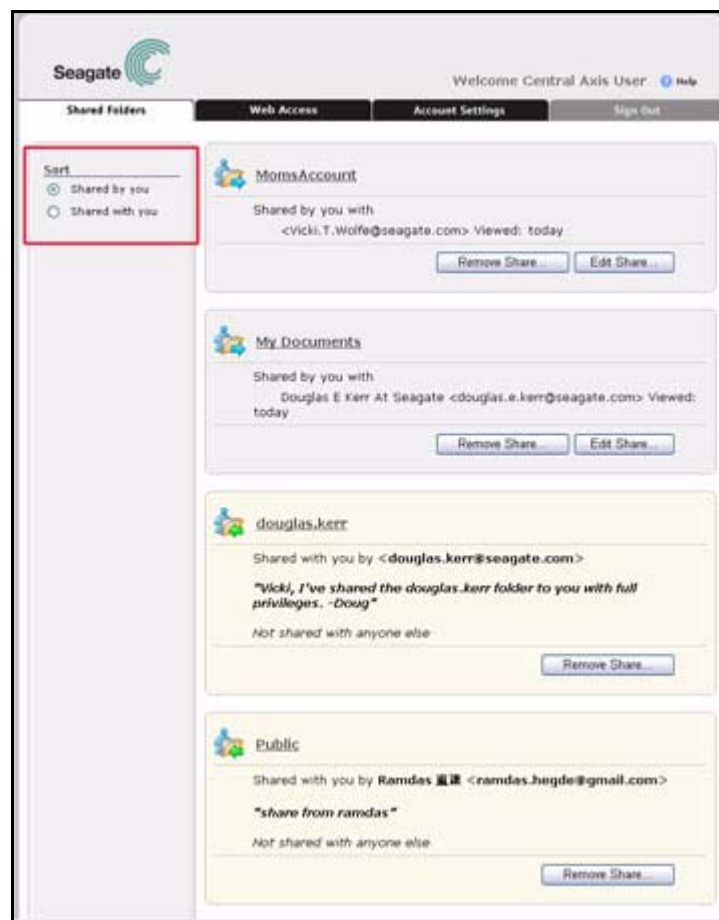 Seagate
Welcome Central Axis User Help
Shared Folders Web Access Account Settings Sign Out
Sort
Shared by you
Shared with you
MomsAccount
Shared by you with
<Vicki.T.Wolfe@seagate.com> Viewed: today
Remove Share... Edit Share...
My Documents
Shared by you with
Douglas E Kerr At Seagate <douglas.e.kerr@seagate.com> Viewed:
today
Remove Share... Edit Share...
douglas.kerr
Shared with you by <douglas.kerr@seagate.com>
"Vicki, I've shared the douglas.kerr folder to you with full
privileges. -Doug"
Not shared with anyone else
Remove Share...
Public
Shared with you by Ramdas <ramdas.hegde@gmail.com>
"share from ramdas"
Not shared with anyone else
Remove Share...